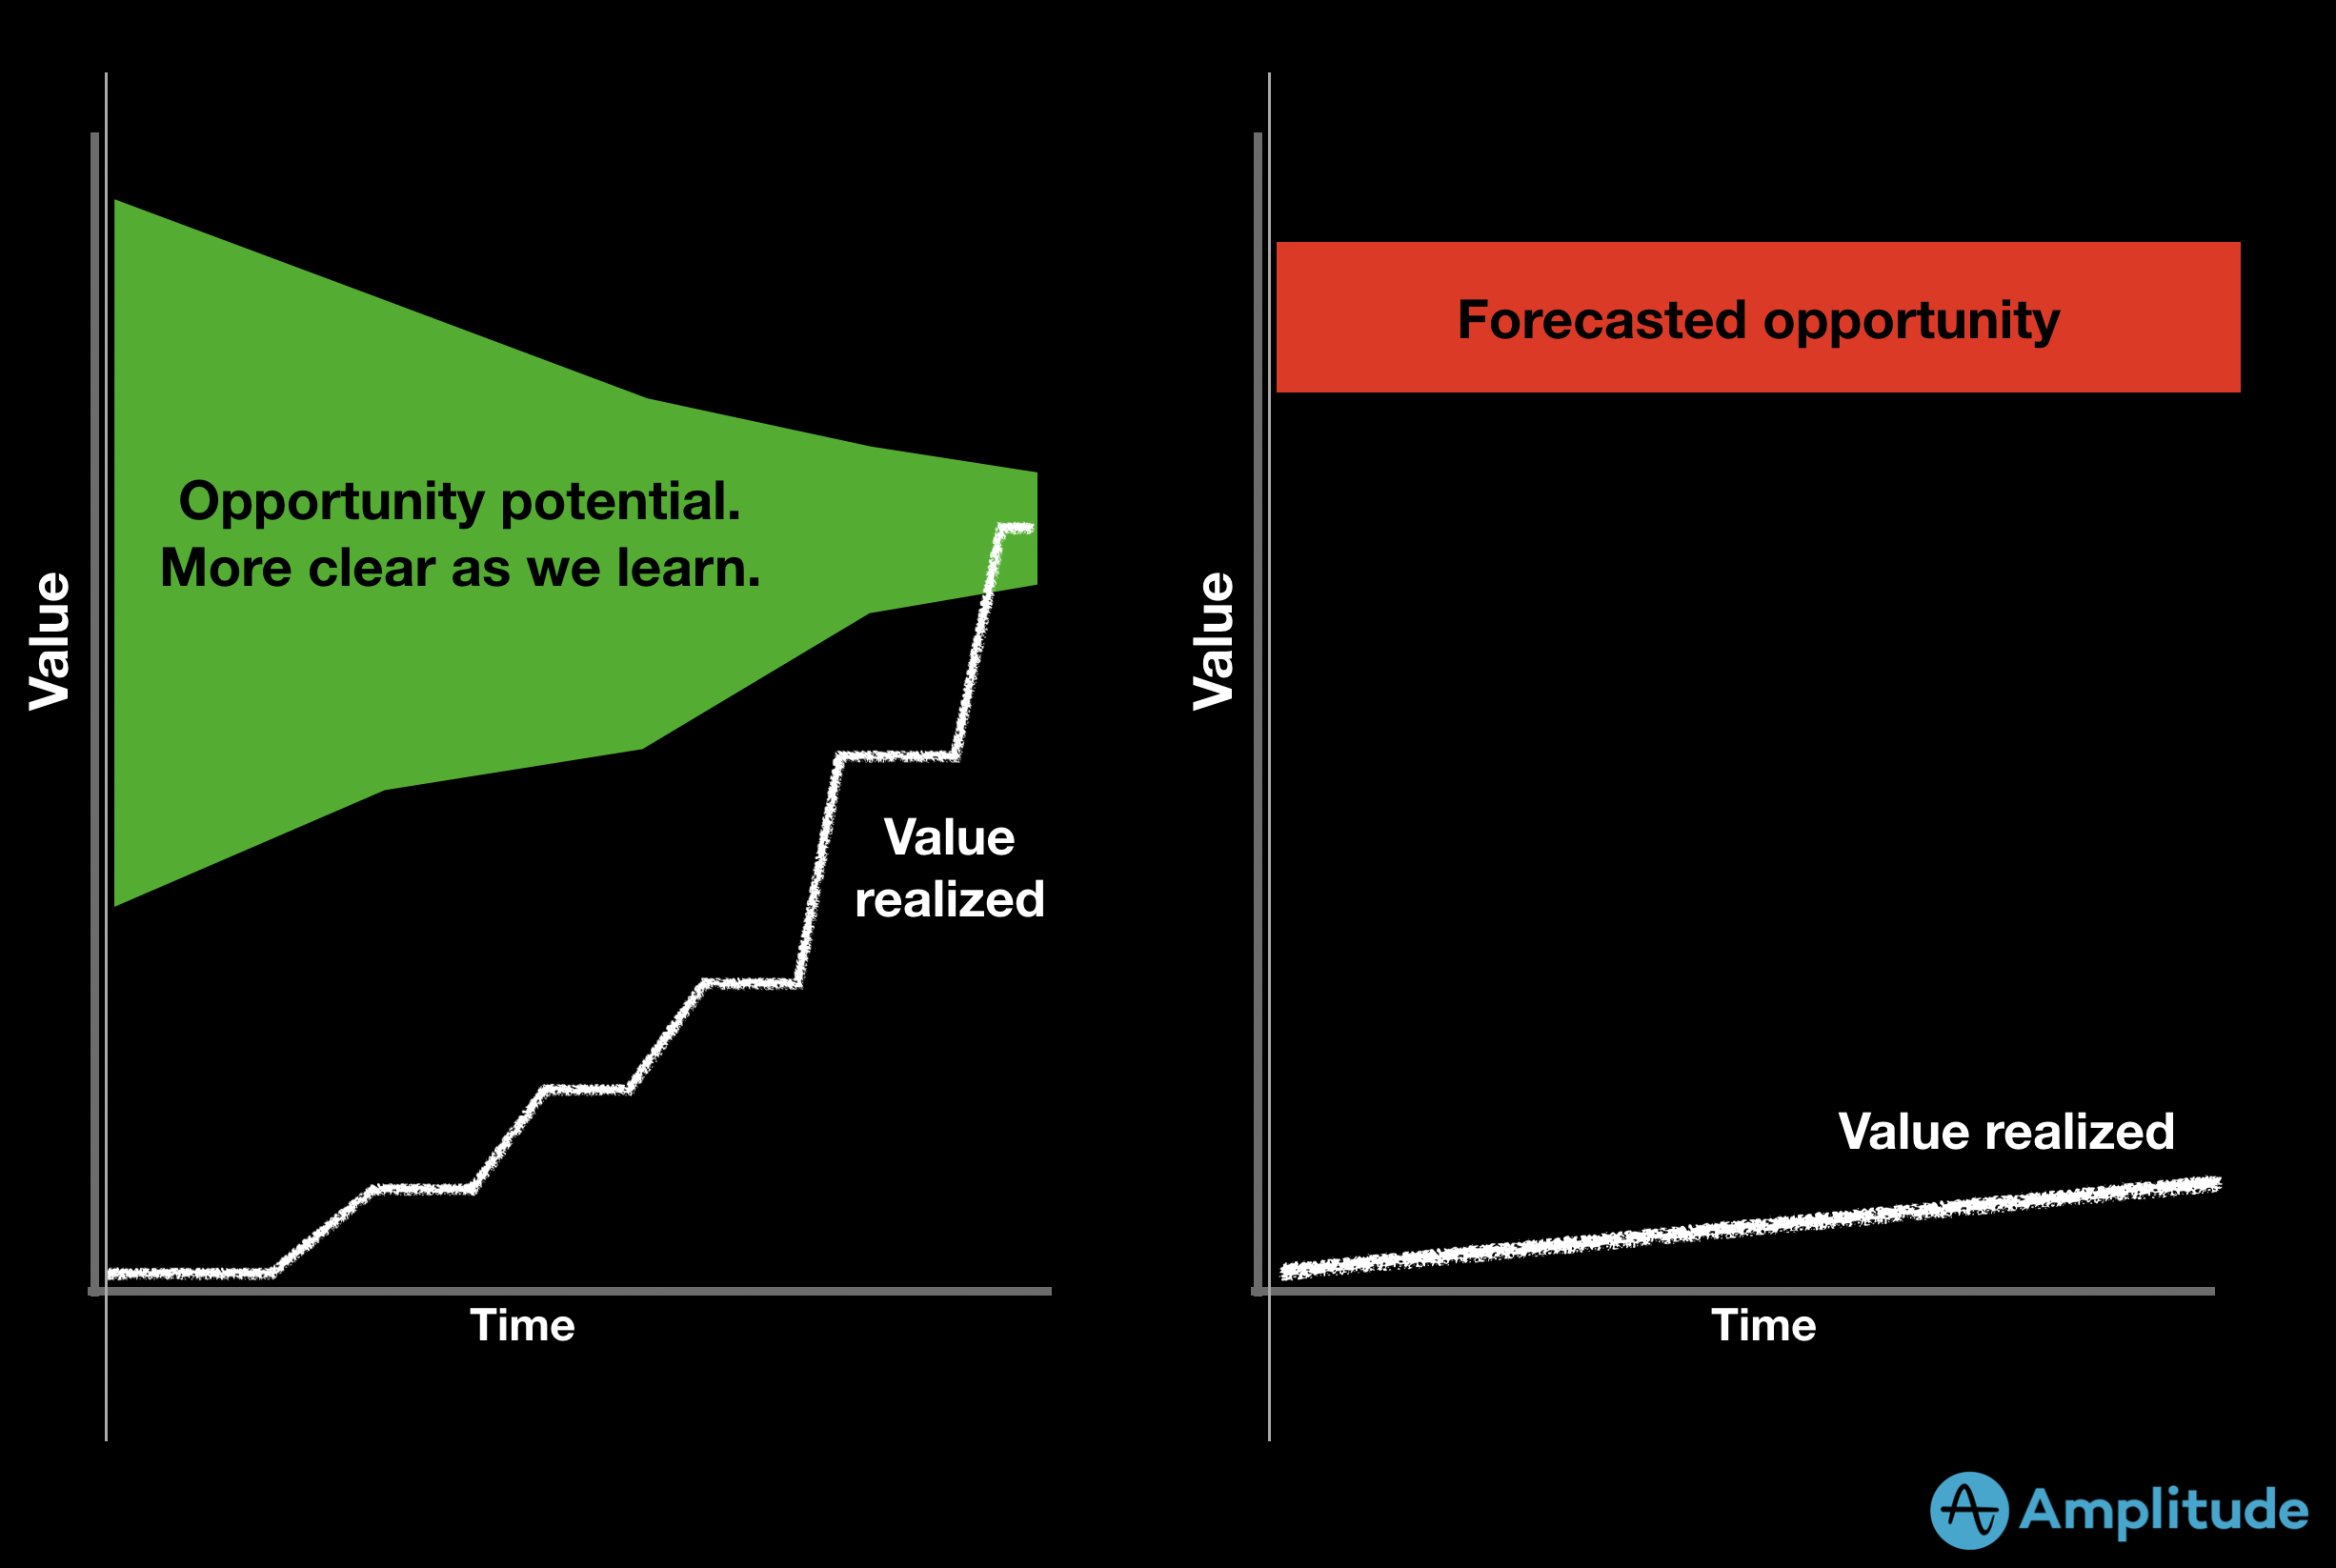 Value
Opportunity potential.
More clear as we learn.
Value
realized
Time
Value
Forecasted opportunity
Value realized
Time
Amplitude